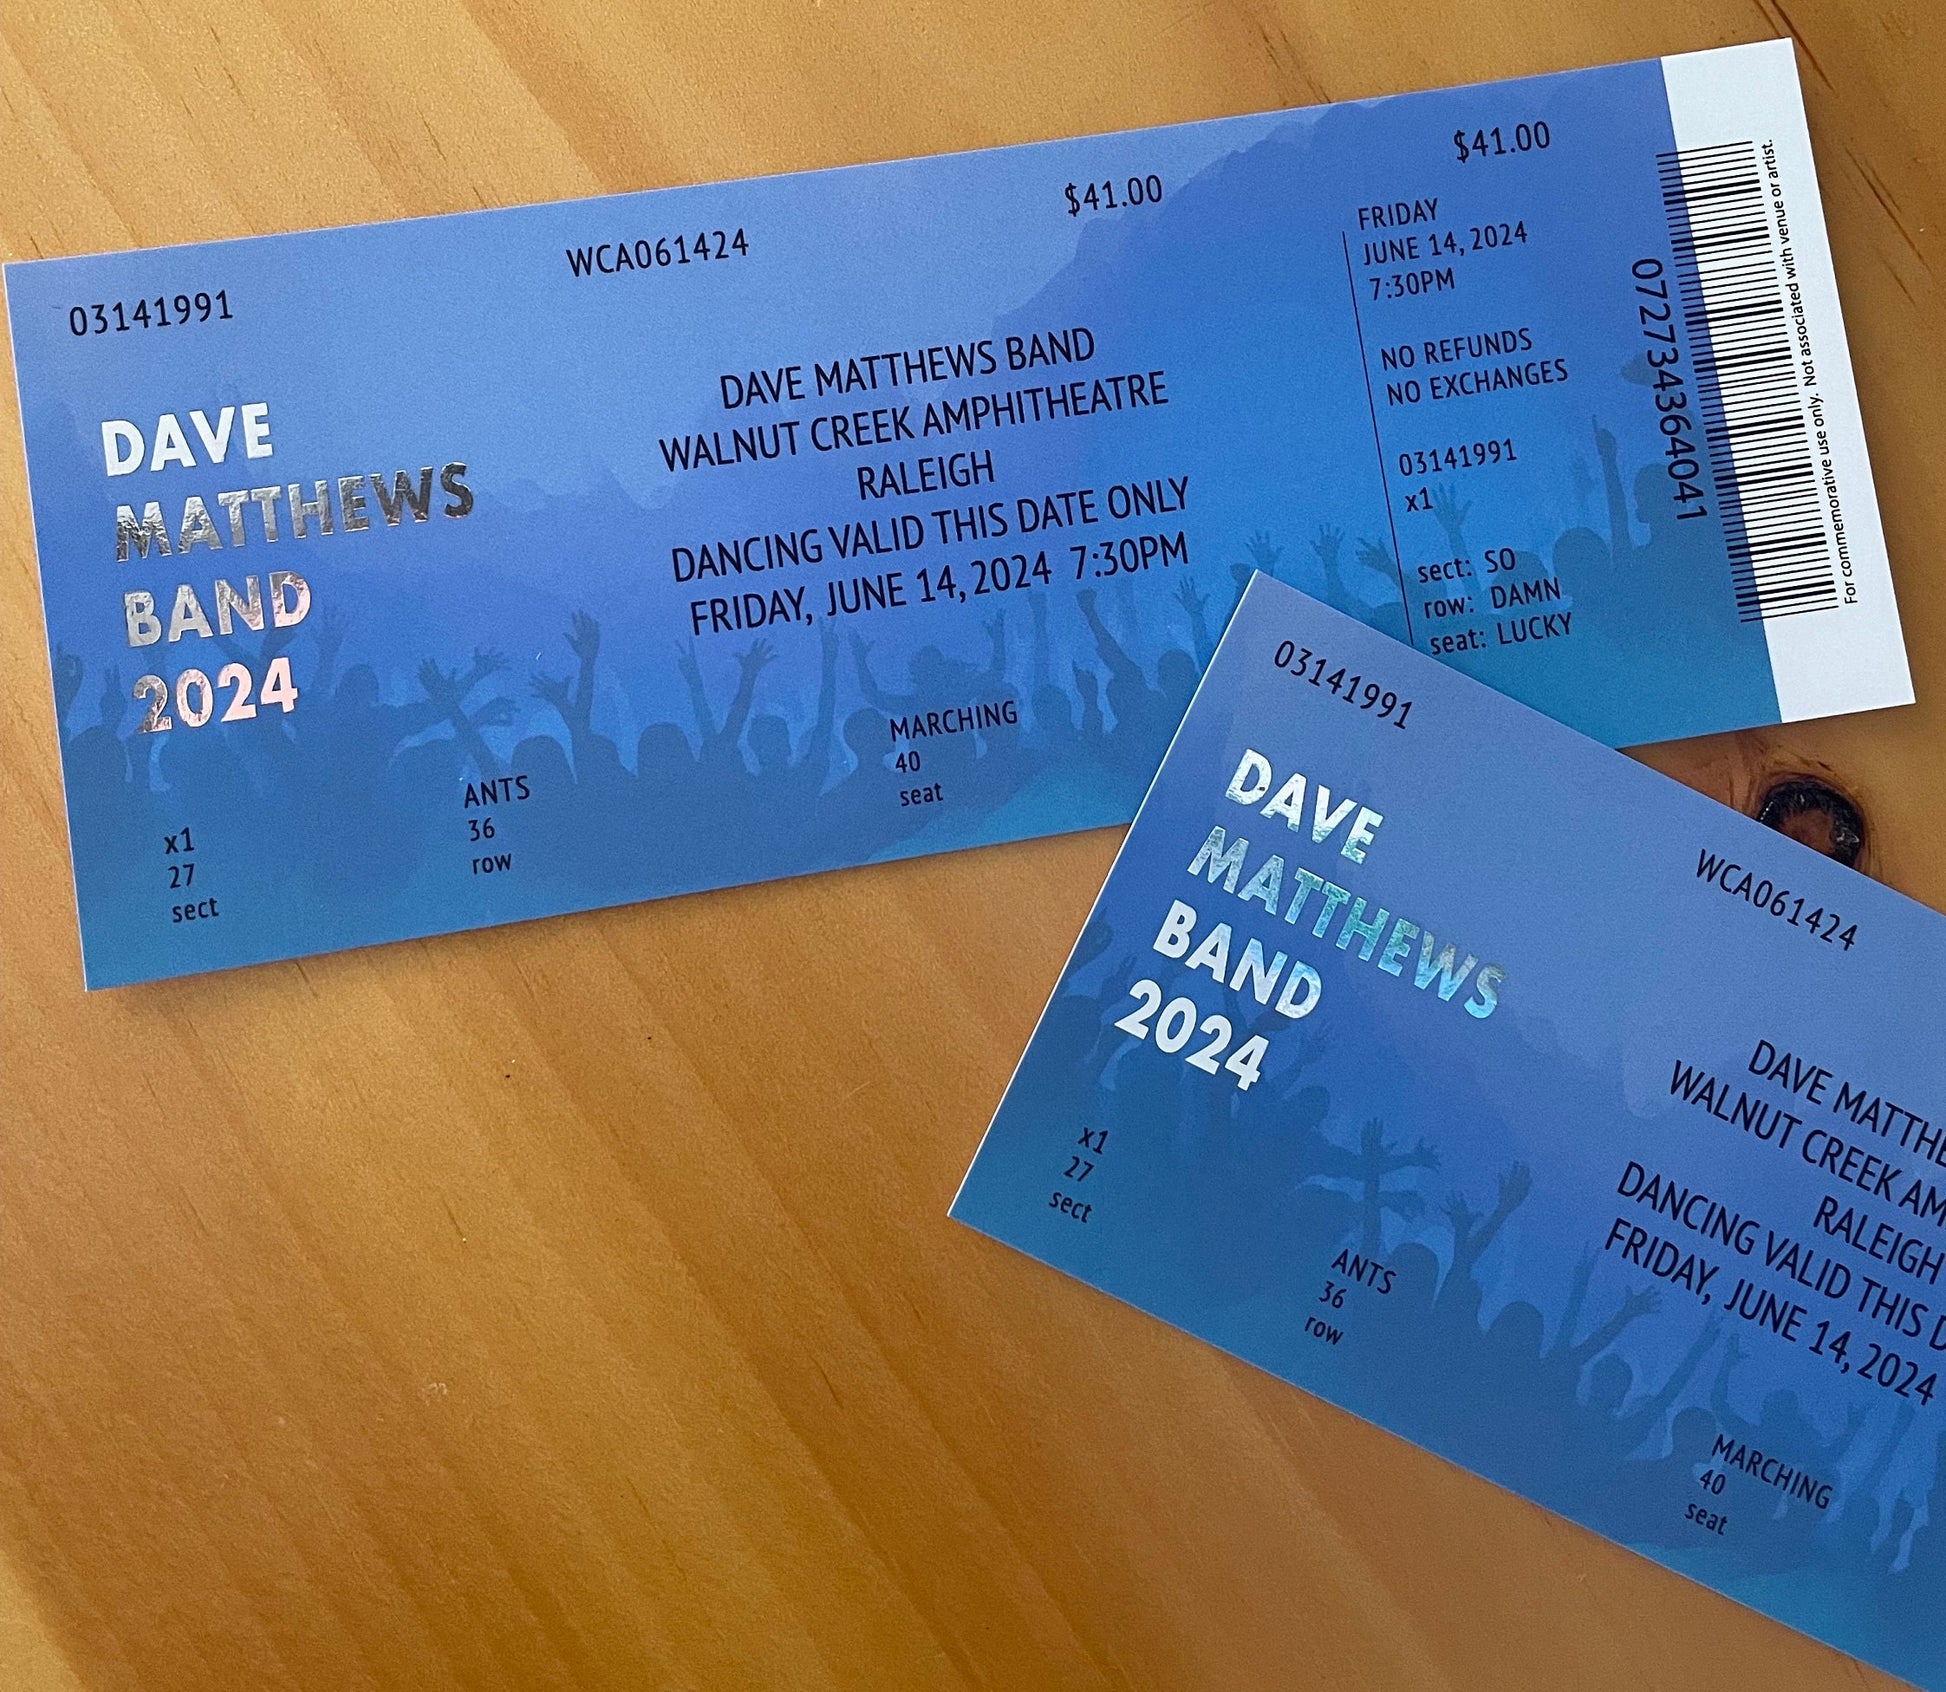 03141991
WCA061424
$41.00
$41.00
DAVE
MATTHEWS
BAND
2024
DAVE MATTHEWS BAND
WALNUT CREEK AMPHITHEATRE
RALEIGH
DANCING VALID THIS DATE ONLY
FRIDAY, JUNE 14, 2024 7:30PM
x1
27
sect
ANTS
36
row
MARCHING
40
seat
FRIDAY
JUNE 14, 2024
7:30PM
NO REFUNDS
NO EXCHANGES
03141991
x1
sect: SO
row: DAMN
seat: LUCKY
0727343664041
For commemorative use only. Not associated with venue or artist.
03141991
WCA061424
DAVE
MATTHEWS
BAND
2024
DAVE MATTHE
WALNUT CREEK AM
RALEIGH
DANCING VALID THIS D
FRIDAY, JUNE 14, 2024
x1
27
sect
ANTS
36
row
MARCHING
40
seat